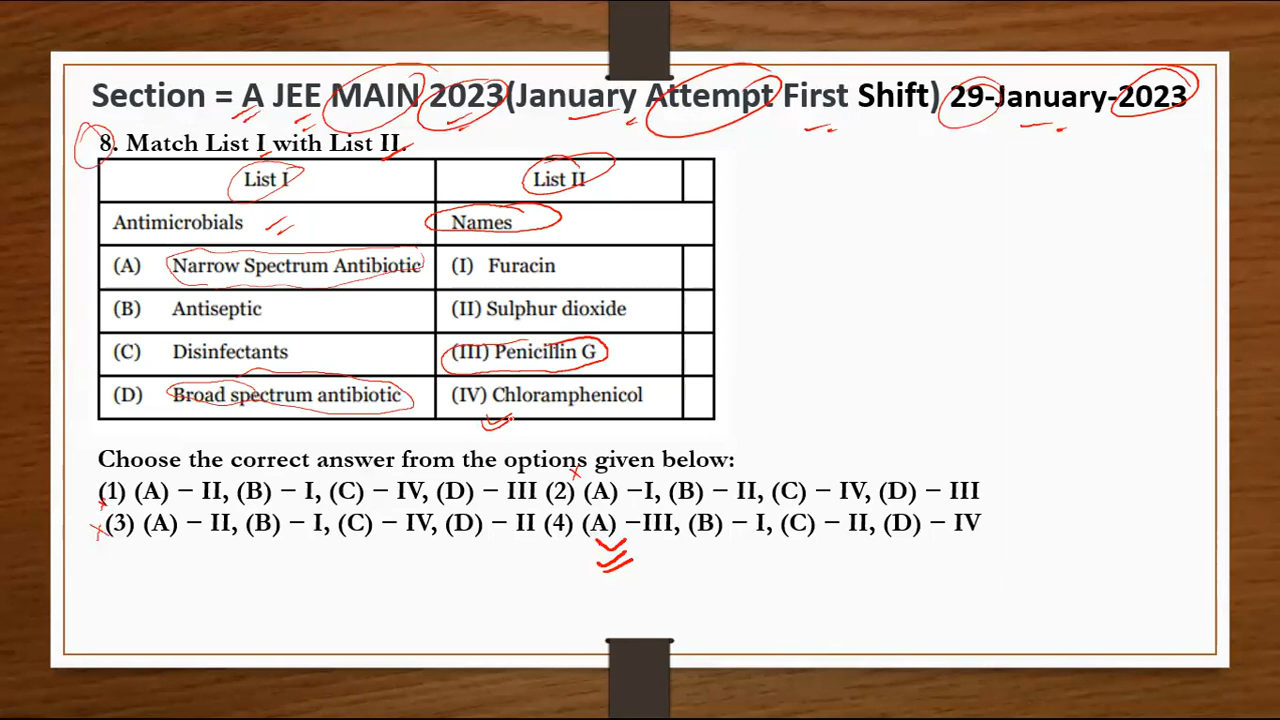 Section = A JEE MAIN 2023(January Attempt First Shift) 29-January-2023
8. Match List I with List II.
List I List II
Antimicrobials Names
(A) Narrow Spectrum Antibiotic (I) Furacin
(B) Antiseptic (II) Sulphur dioxide
(C) Disinfectants (III) Penicillin G
(D) Broad spectrum antibiotic (IV) Chloramphenicol
Choose the correct answer from the options given below:
(1) (A) − II, (B) − I, (C) − IV, (D) − III (2) (A) −I, (B) − II, (C) − IV, (D) − III
(3) (A) − II, (B) − I, (C) − IV, (D) − II (4) (A) −III, (B) − I, (C) − II, (D) − IV